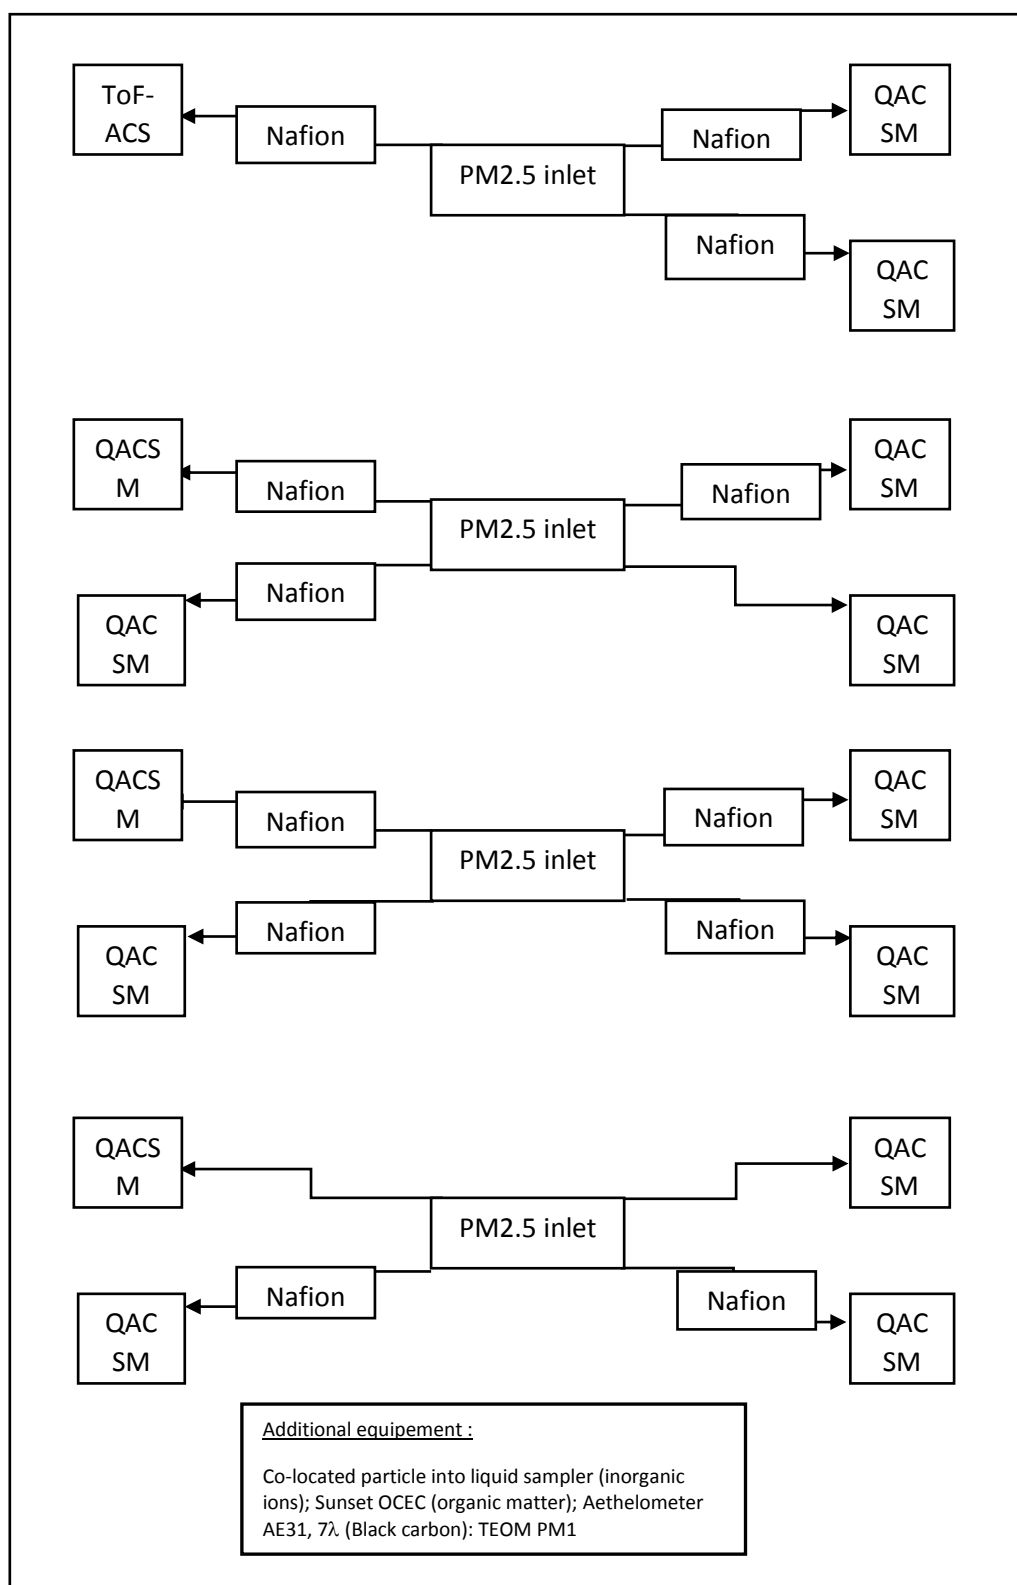 ToF-
ACS
Nafion
PM2.5 inlet
Nafion
QAC
SM
Nafion
QAC
SM
QACS
M
Nafion
PM2.5 inlet
Nafion
QAC
SM
Nafion
QAC
SM
QAC
SM
QACS
M
Nafion
PM2.5 inlet
Nafion
QAC
SM
Nafion
QAC
SM
Nafion
QAC
SM
QACS
M
PM2.5 inlet
QAC
SM
Nafion
QAC
SM
Nafion
QAC
SM
Additional equipement :
Co-located particle into liquid sampler (inorganic
ions); Sunset OCEC (organic matter); Aethelometer
AE31, 7λ (Black carbon): TEOM PM1